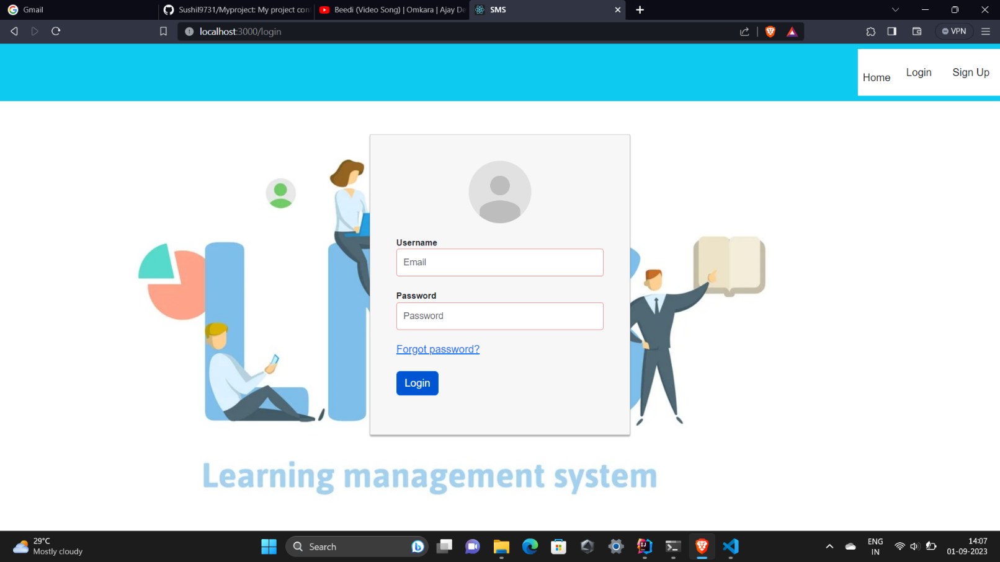 Gmail
Sushil9731/Myproject: My project con
Beedi (Video Song) | Omkara | Ajay De
SMS
localhost:3000/login
VPN
Home
Login
Sign Up
Username
Email
Password
Password
Forgot password?
Login
Learning management system
29°C
Mostly cloudy
Search
ENG
IN
14:07
01-09-2023